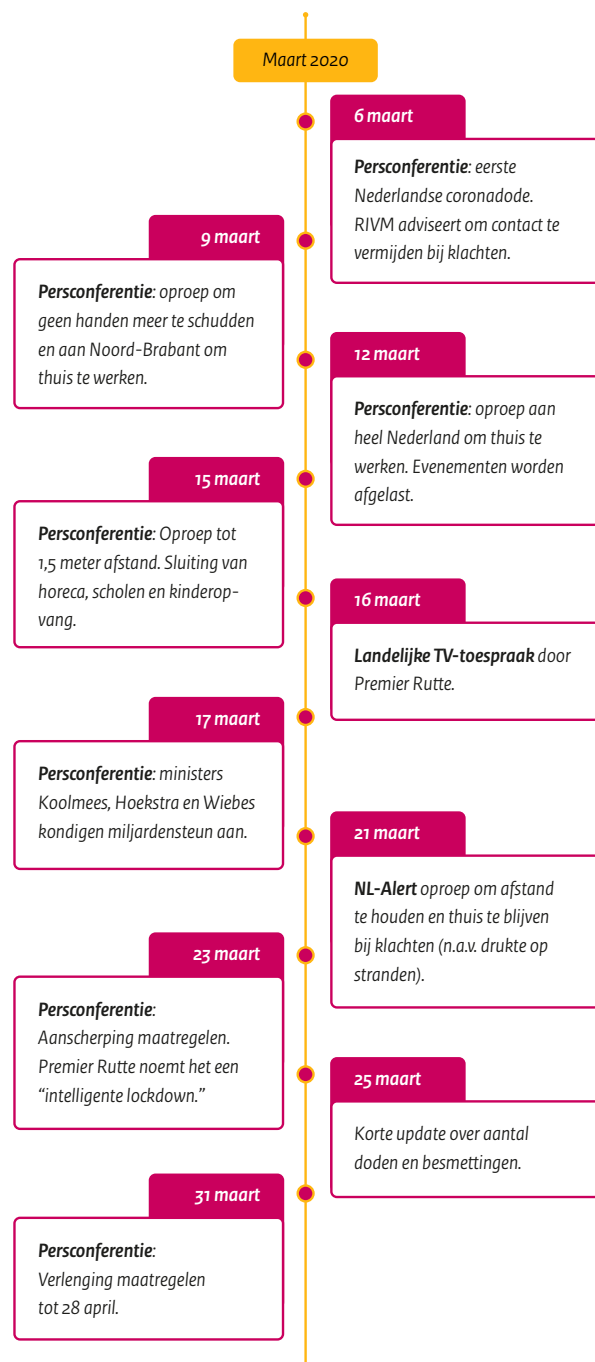 Maart 2020
6 maart
Persconferentie: eerste
Nederlandse coronadode.
RIVM adviseert om contact te
vermijden bij klachten.
9 maart
Persconferentie: oproep om
geen handen meer te schudden
en aan Noord-Brabant om
thuis te werken.
12 maart
Persconferentie: oproep aan
heel Nederland om thuis te
werken. Evenementen worden
afgelast.
15 maart
Persconferentie: Oproep tot
1,5 meter afstand. Sluiting van
horeca, scholen en kinderop-
vang.
16 maart
Landelijke TV-toespraak door
Premier Rutte.
17 maart
Persconferentie: ministers
Koolmees, Hoekstra en Wiebes
kondigen miljardensteun aan.
21 maart
NL-Alert oproep om afstand
te houden en thuis te blijven
bij klachten (n.a.v. drukte op
stranden).
23 maart
Persconferentie:
Aanscherping maatregelen.
Premier Rutte noemt het een
“intelligente lockdown.”
25 maart
Korte update over aantal
doden en besmettingen.
31 maart
Persconferentie:
Verlenging maatregelen
tot 28 april.